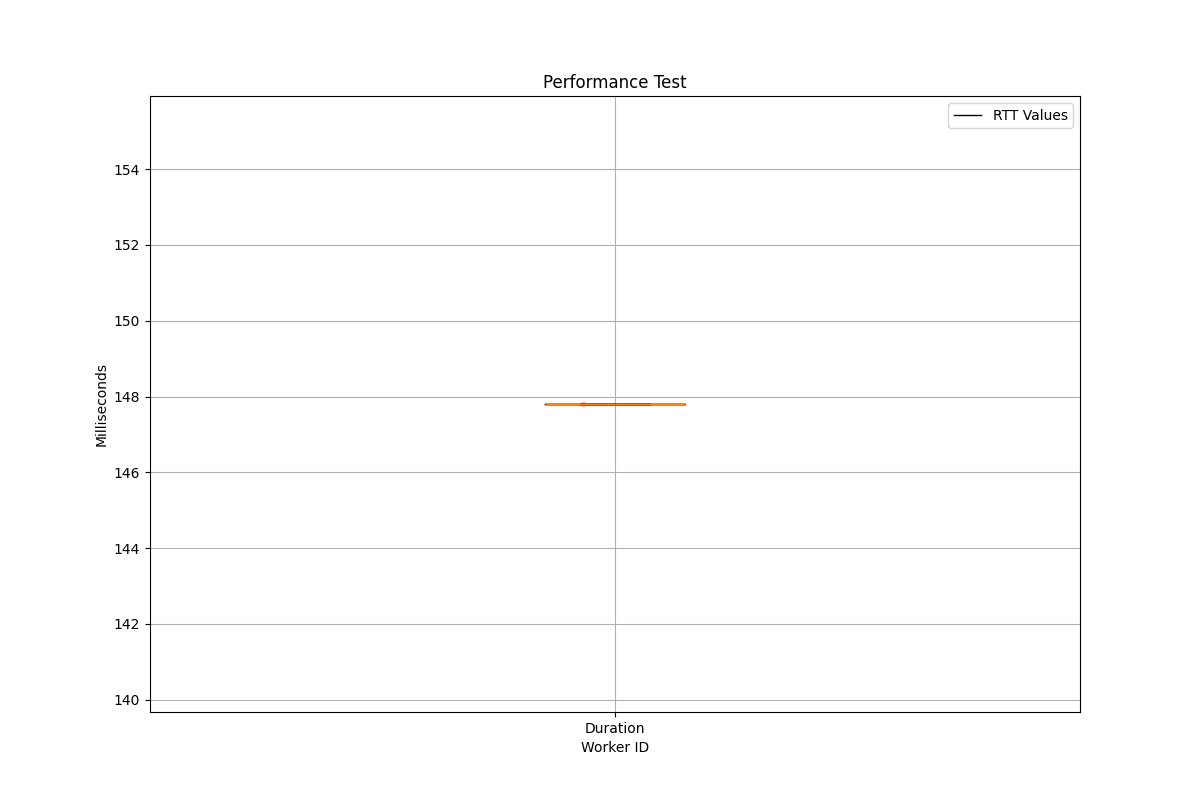 Performance Test
RTT Values
154
152
150
148
146
144
142
140
Milliseconds
Duration
Worker ID